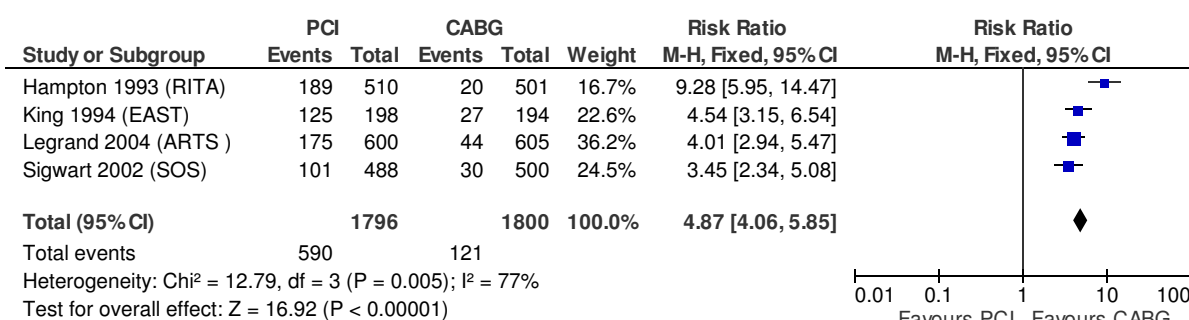 PCI CABG Risk Ratio Risk Ratio
Study or Subgroup Events Total Events Total Weight M-H, Fixed, 95% CI M-H, Fixed, 95% CI
Hampton 1993 (RITA) 189 510 20 501 16.7% 9.28 [5.95, 14.47]
King 1994 (EAST) 125 198 27 194 22.6% 4.54 [3.15, 6.54]
Legrand 2004 (ARTS ) 175 600 44 605 36.2% 4.01 [2.94, 5.47]
Sigwart 2002 (SOS) 101 488 30 500 24.5% 3.45 [2.34, 5.08]
Total (95% CI) 1796 1800 100.0% 4.87 [4.06, 5.85]
Total events 590 121
Heterogeneity: Chi² = 12.79, df = 3 (P = 0.005); I² = 77%
Test for overall effect: Z = 16.92 (P < 0.00001)
0.01 0.1 1 10 100
Favours PCI Favours CABG